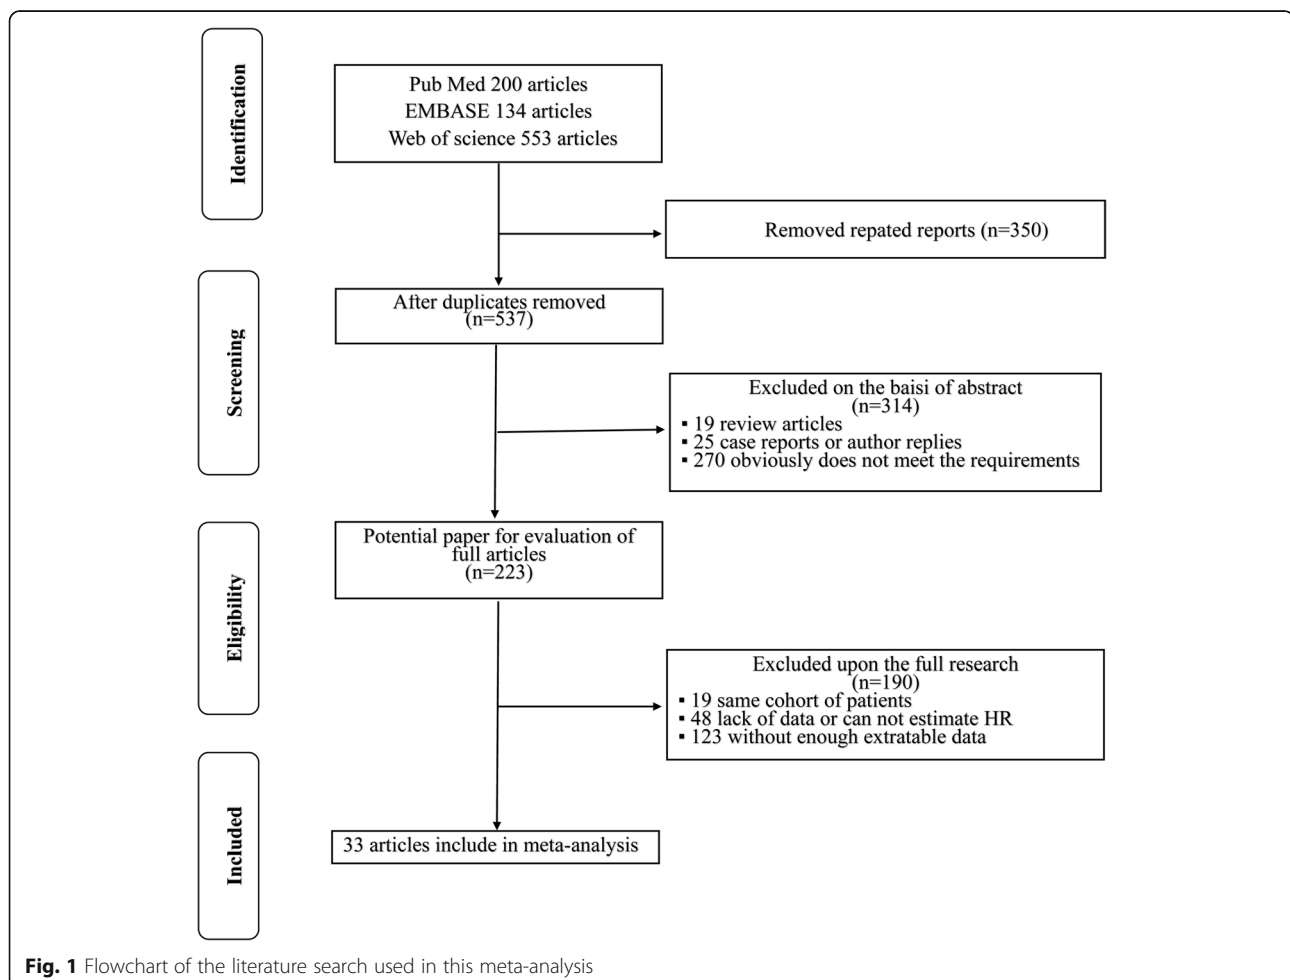 Identification
Pub Med 200 articles
EMBASE 134 articles
Web of science 553 articles
Removed repated reports (n=350)
Screening
After duplicates removed
(n=537)
Excluded on the baisi of abstract
(n=314)
▪ 19 review articles
▪ 25 case reports or author replies
▪ 270 obviously does not meet the requirements
Eligibility
Potential paper for evaluation of
full articles
(n=223)
Excluded upon the full research
(n=190)
▪ 19 same cohort of patients
▪ 48 lack of data or can not estimate HR
▪ 123 without enough extratable data
Included
33 articles include in meta-analysis
Fig. 1 Flowchart of the literature search used in this meta-analysis